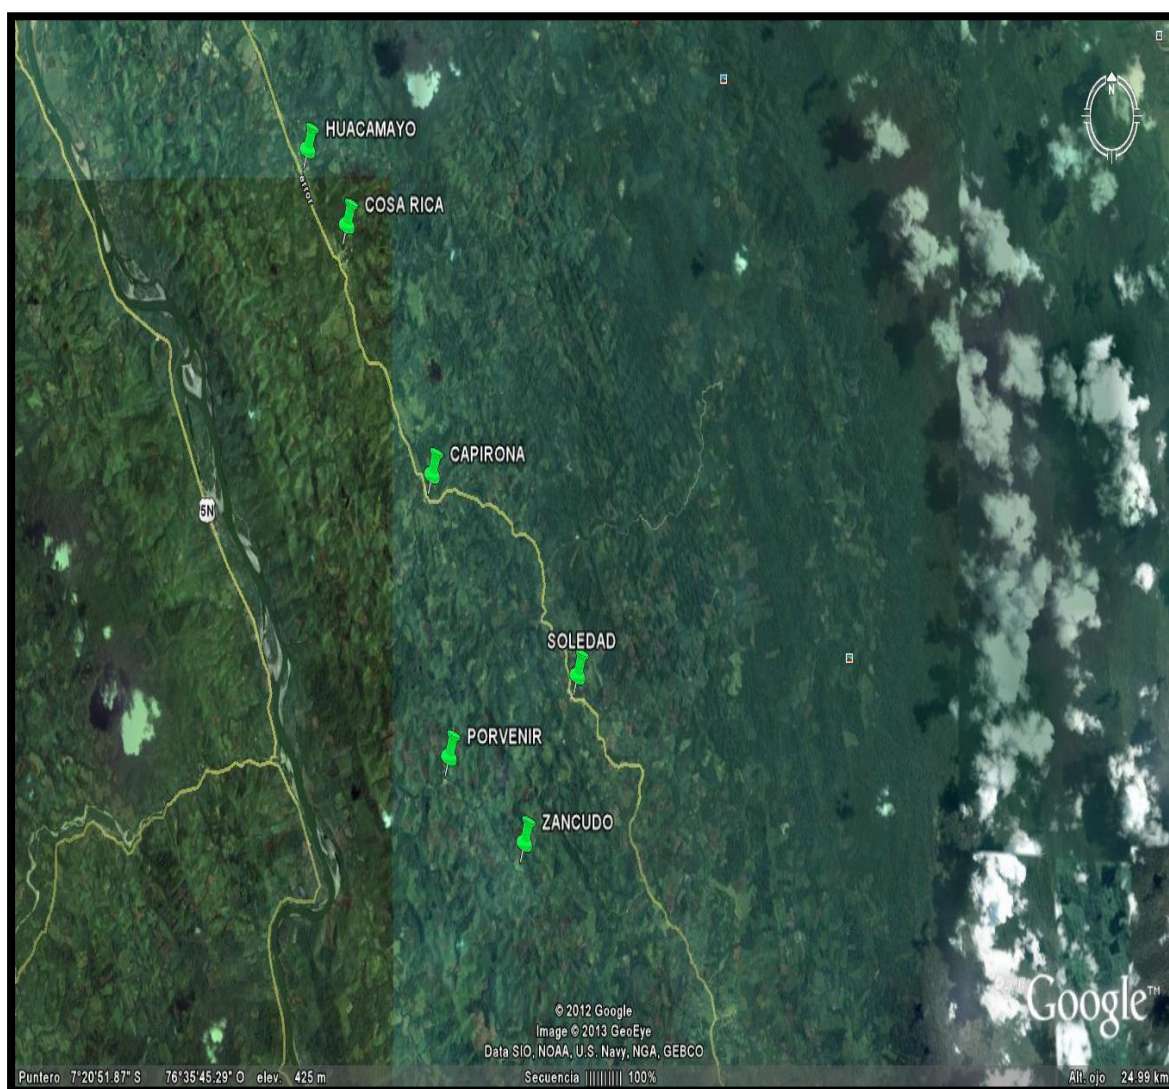 N
HUACAMAYO
COSA RICA
CAPIRONA
5N
SOLEDAD
PORVENIR
ZANCUDO
© 2012 Google
Image © 2013 GeoEye
Data SIO, NOAA, U.S. Navy, NGA, GEBCO
Google™
Puntero 7°20'51.87" S 76°35'45.29" O elev. 425 m Secuencia 100% Alt. ojo 24.99 km